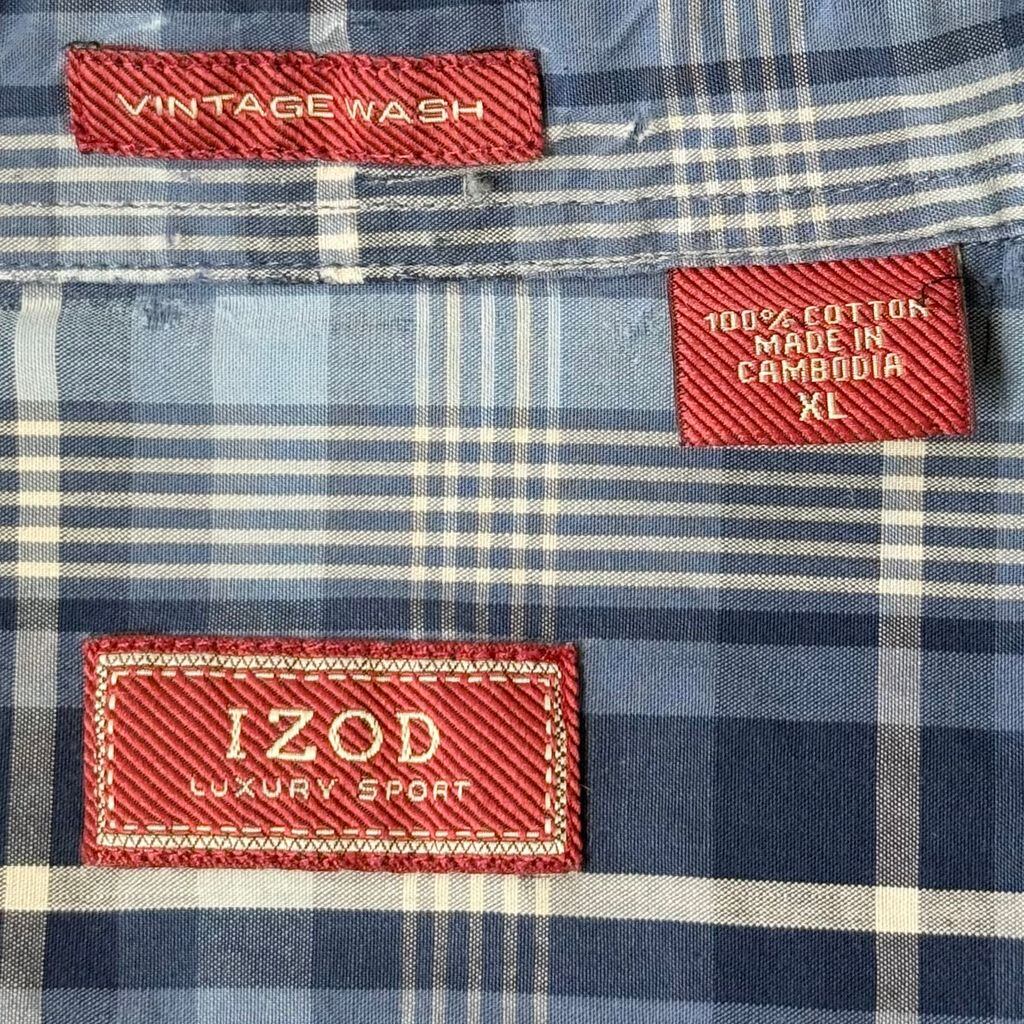 VINTAGE WASH
100% COTTON
MADE IN
CAMBODIA
XL
IZOD
LUXURY SPORT